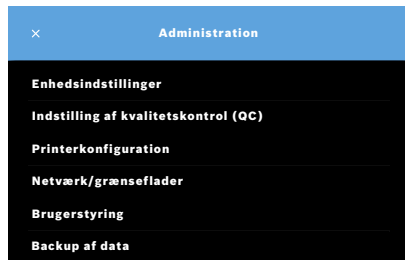 Administration
Enhedsindstillinger
Indstilling af kvalitetskontrol (QC)
Printerkonfiguration
Netværk/grænseflader
Brugerstyring
Backup af data